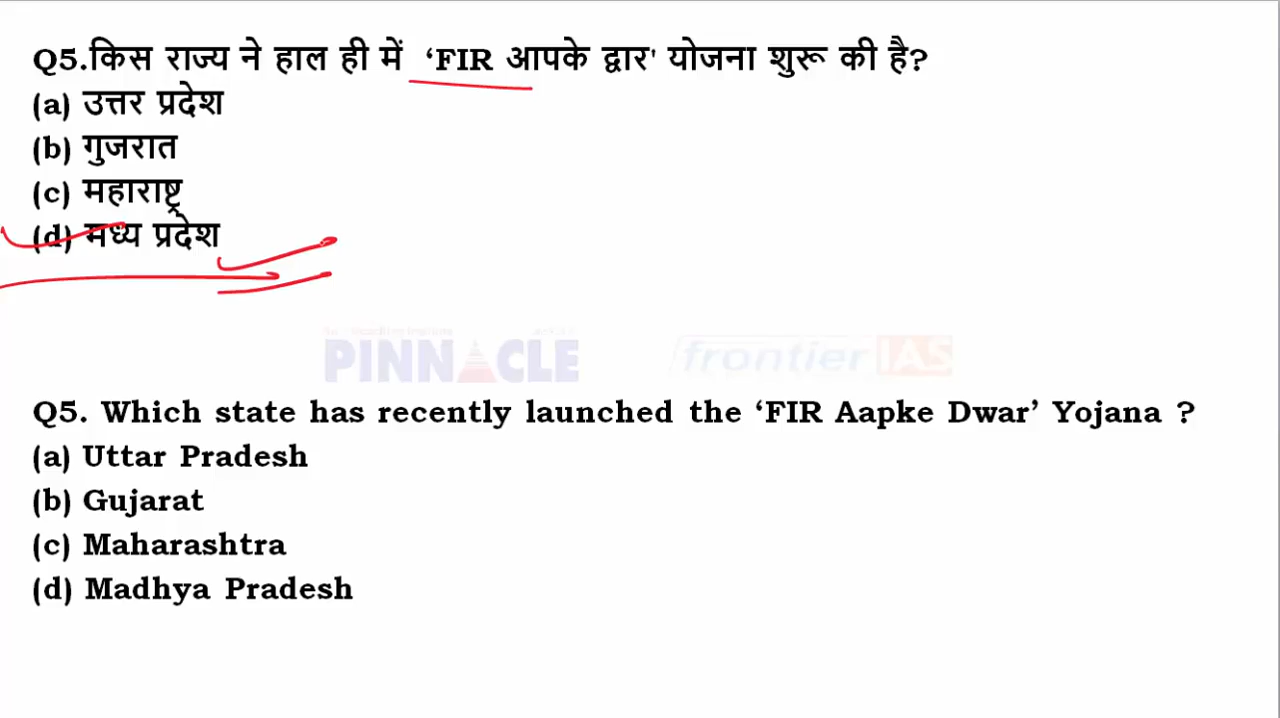 Q5.किस राज्य ने हाल ही में ‘FIR आपके द्वार' योजना शुरू की है?
(a) उत्तर प्रदेश
(b) गुजरात
(c) महाराष्ट्र
(d) मध्य प्रदेश
PINNACLE frontier IAS
Q5. Which state has recently launched the ‘FIR Aapke Dwar’ Yojana ?
(a) Uttar Pradesh
(b) Gujarat
(c) Maharashtra
(d) Madhya Pradesh